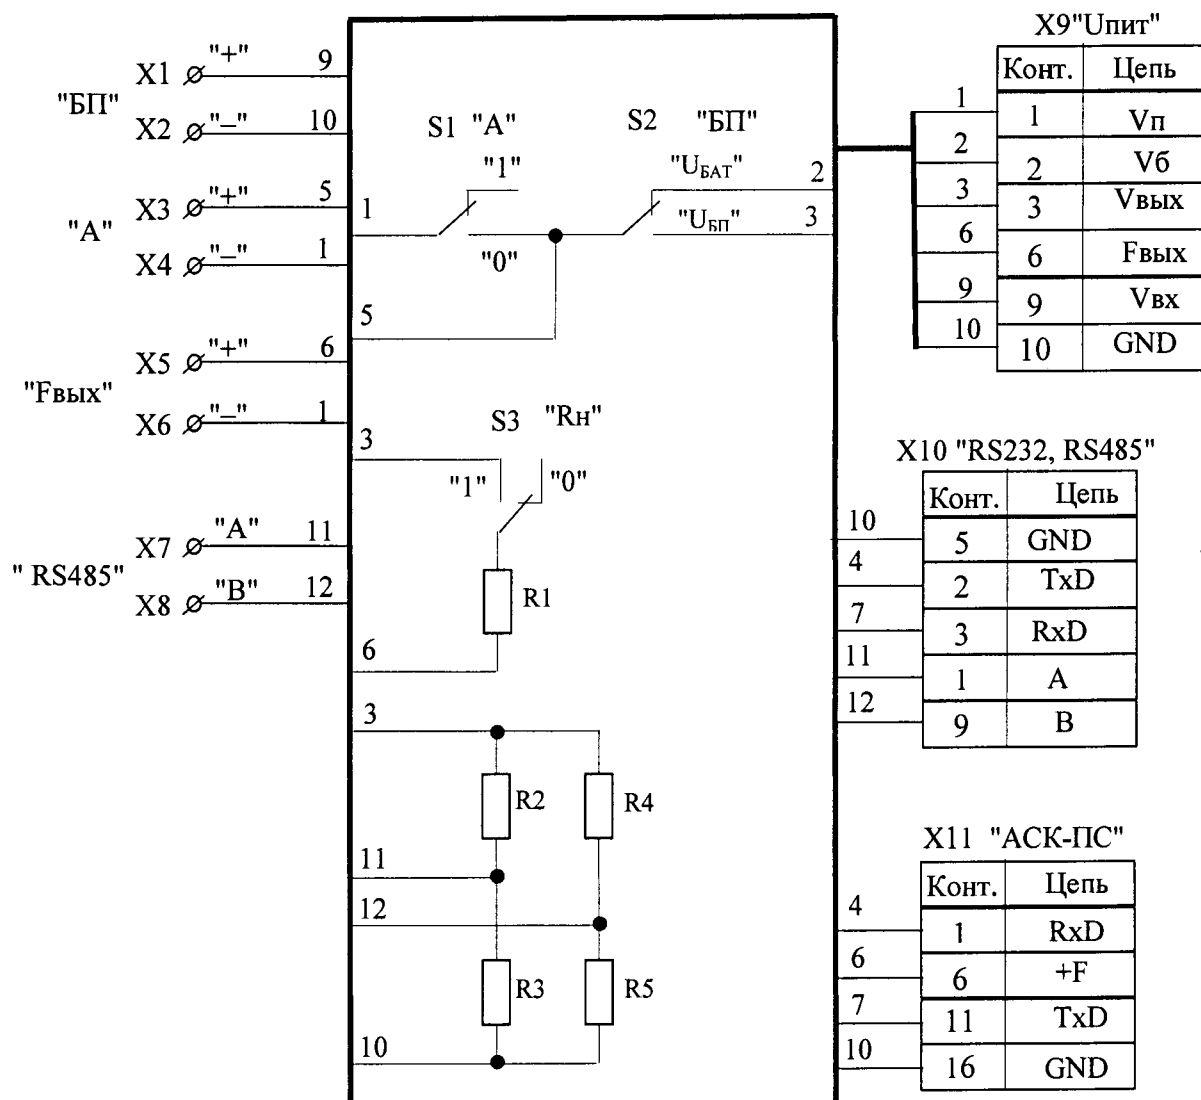 X1 "+" 9
"БП"
X2 "–" 10
X3 "+" 5
"А"
X4 "–" 1
X5 "+" 6
"Fвых"
X6 "–" 1
X7 "А" 11
" RS485"
X8 "В" 12
S1 "А"
"1"
1
"0"
5
S2 "БП"
"UБАТ" 2
"UБП" 3
S3 "Rн"
3
"1" "0"
R1
6
3
R2 R4
11
12
R3 R5
10
X9"Uпит"
Конт. Цепь
1 1 Vп
2 2 Vб
3 3 Vвых
6 6 Fвых
9 9 Vвх
10 10 GND
X10 "RS232, RS485"
Конт. Цепь
10 5 GND
4 2 TxD
7 3 RxD
11 1 А
12 9 В
X11 "АСК-ПС"
Конт. Цепь
4 1 RxD
6 6 +F
7 11 TxD
10 16 GND